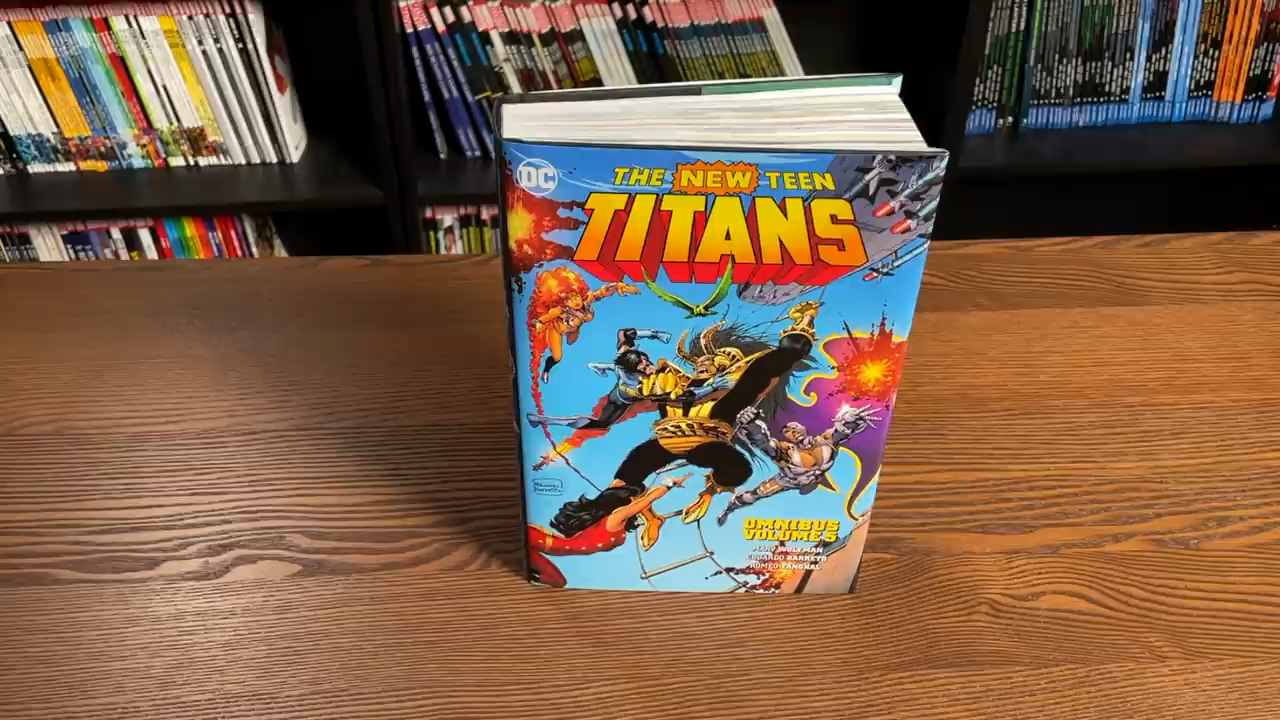 DC
THE NEW TEEN
TITANS
OMNIBUS
VOLUME 5
MARV WOLFMAN
EDUARDO BARRETO
ROMEO TANGHAL